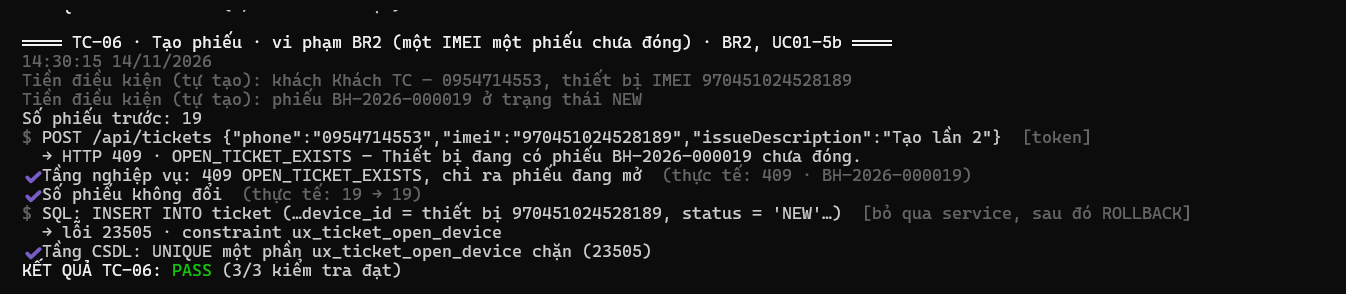 ════ TC-06 · Tạo phiếu · vi phạm BR2 (một IMEI một phiếu chưa đóng) · BR2, UC01-5b ════
14:30:15 14/11/2026
Tiền điều kiện (tự tạo): khách Khách TC – 0954714553, thiết bị IMEI 970451024528189
Tiền điều kiện (tự tạo): phiếu BH-2026-000019 ở trạng thái NEW
Số phiếu trước: 19
$ POST /api/tickets {"phone":"0954714553","imei":"970451024528189","issueDescription":"Tạo lần 2"} [token]
→ HTTP 409 · OPEN_TICKET_EXISTS – Thiết bị đang có phiếu BH-2026-000019 chưa đóng.
✔Tầng nghiệp vụ: 409 OPEN_TICKET_EXISTS, chỉ ra phiếu đang mở (thực tế: 409 · BH-2026-000019)
✔Số phiếu không đổi (thực tế: 19 → 19)
$ SQL: INSERT INTO ticket (…device_id = thiết bị 970451024528189, status = 'NEW'…) [bỏ qua service, sau đó ROLLBACK]
→ lỗi 23505 · constraint ux_ticket_open_device
✔Tầng CSDL: UNIQUE một phần ux_ticket_open_device chặn (23505)
KẾT QUẢ TC-06: PASS (3/3 kiểm tra đạt)